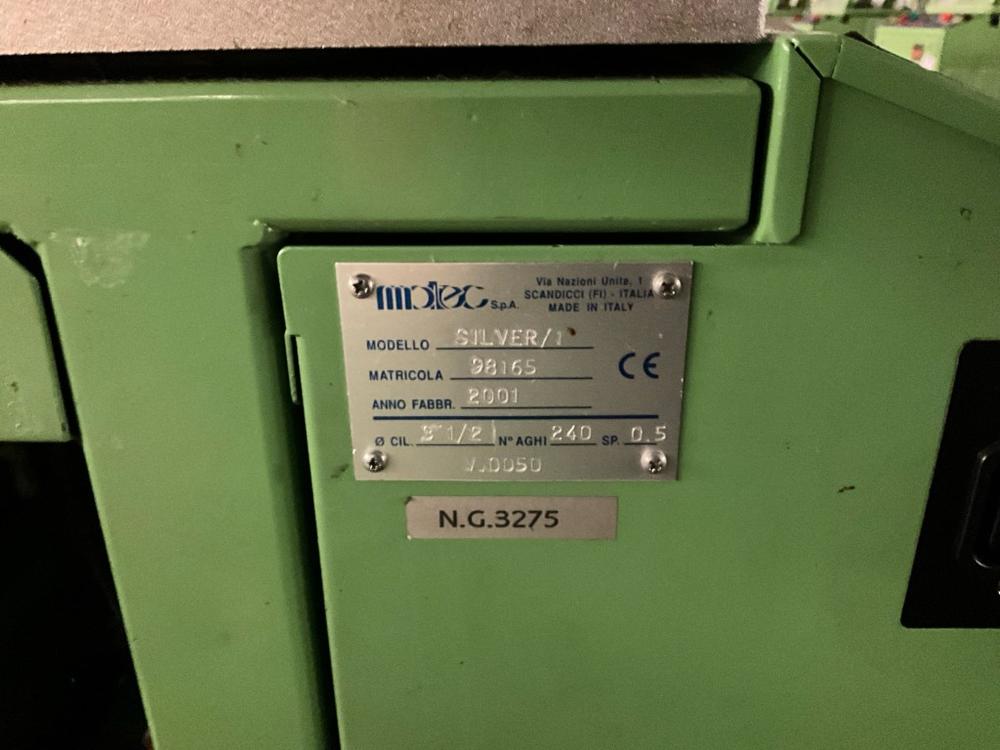 matec S.p.A.
Via Nazioni Unite, 1
SCANDICCI (FI) - ITALIA
MADE IN ITALY
MODELLO SILVER/1
MATRICOLA 98165
ANNO FABBR. 2001
CE
Ø CIL. 3 1/2 N° AGHI 240 SP. 0.5
V.0050
N.G.3275